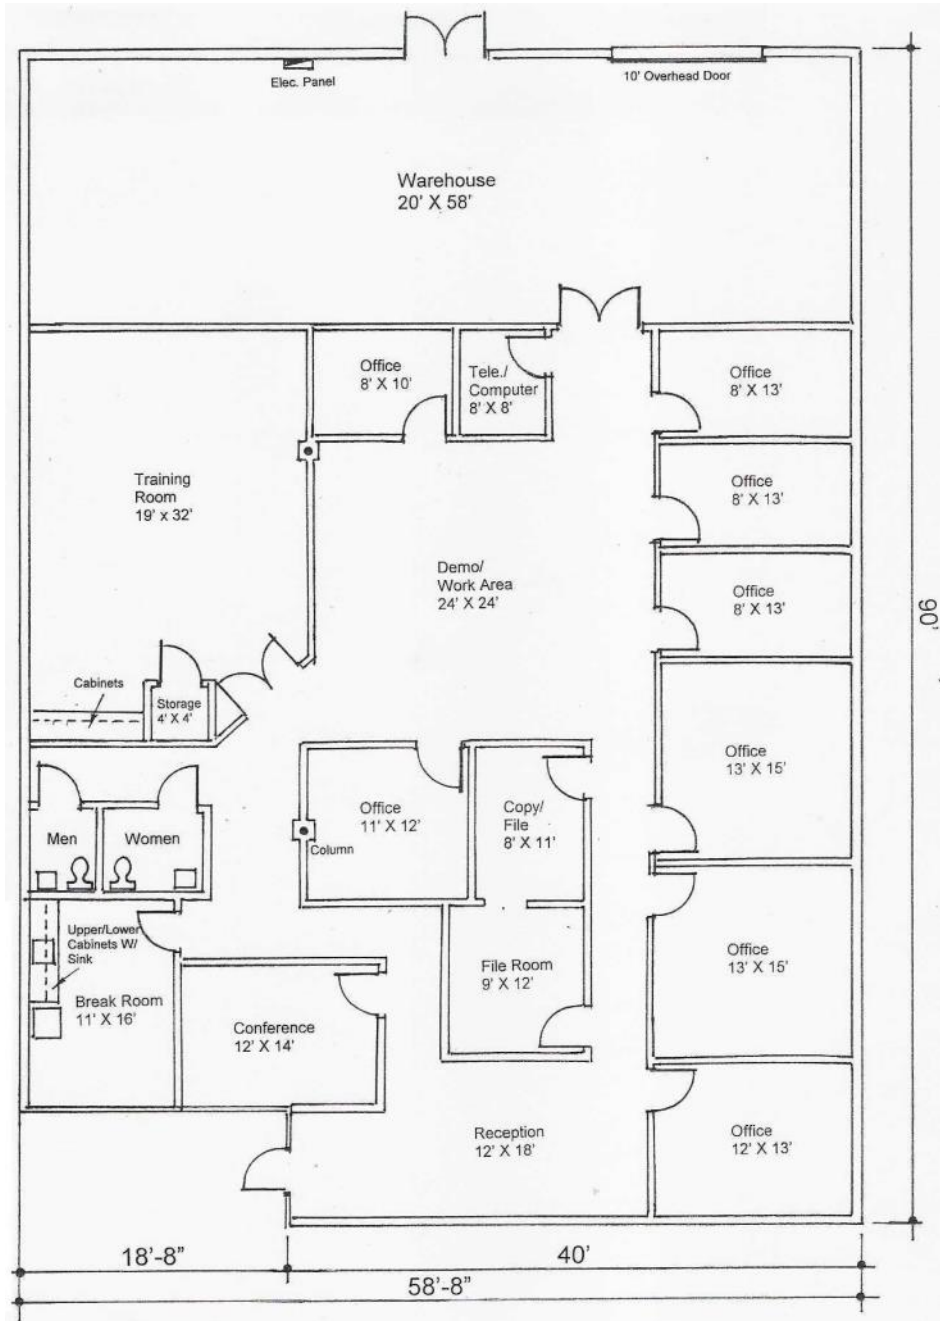 Elec. Panel
10' Overhead Door
Warehouse
20' X 58'
Office
8' X 10'
Tele./
Computer
8' X 8'
Office
8' X 13'
Training
Room
19' x 32'
Office
8' X 13'
Demo/
Work Area
24' X 24'
Office
8' X 13'
90'
Cabinets
Storage
4' X 4'
Office
13' X 15'
Office
11' X 12'
Copy/
File
8' X 11'
Men
Women
Column
Upper/Lower
Cabinets W/
Sink
Office
13' X 15'
File Room
9' X 12'
Break Room
11' X 16'
Conference
12' X 14'
Reception
12' X 18'
Office
12' X 13'
18'-8"
40'
58'-8"